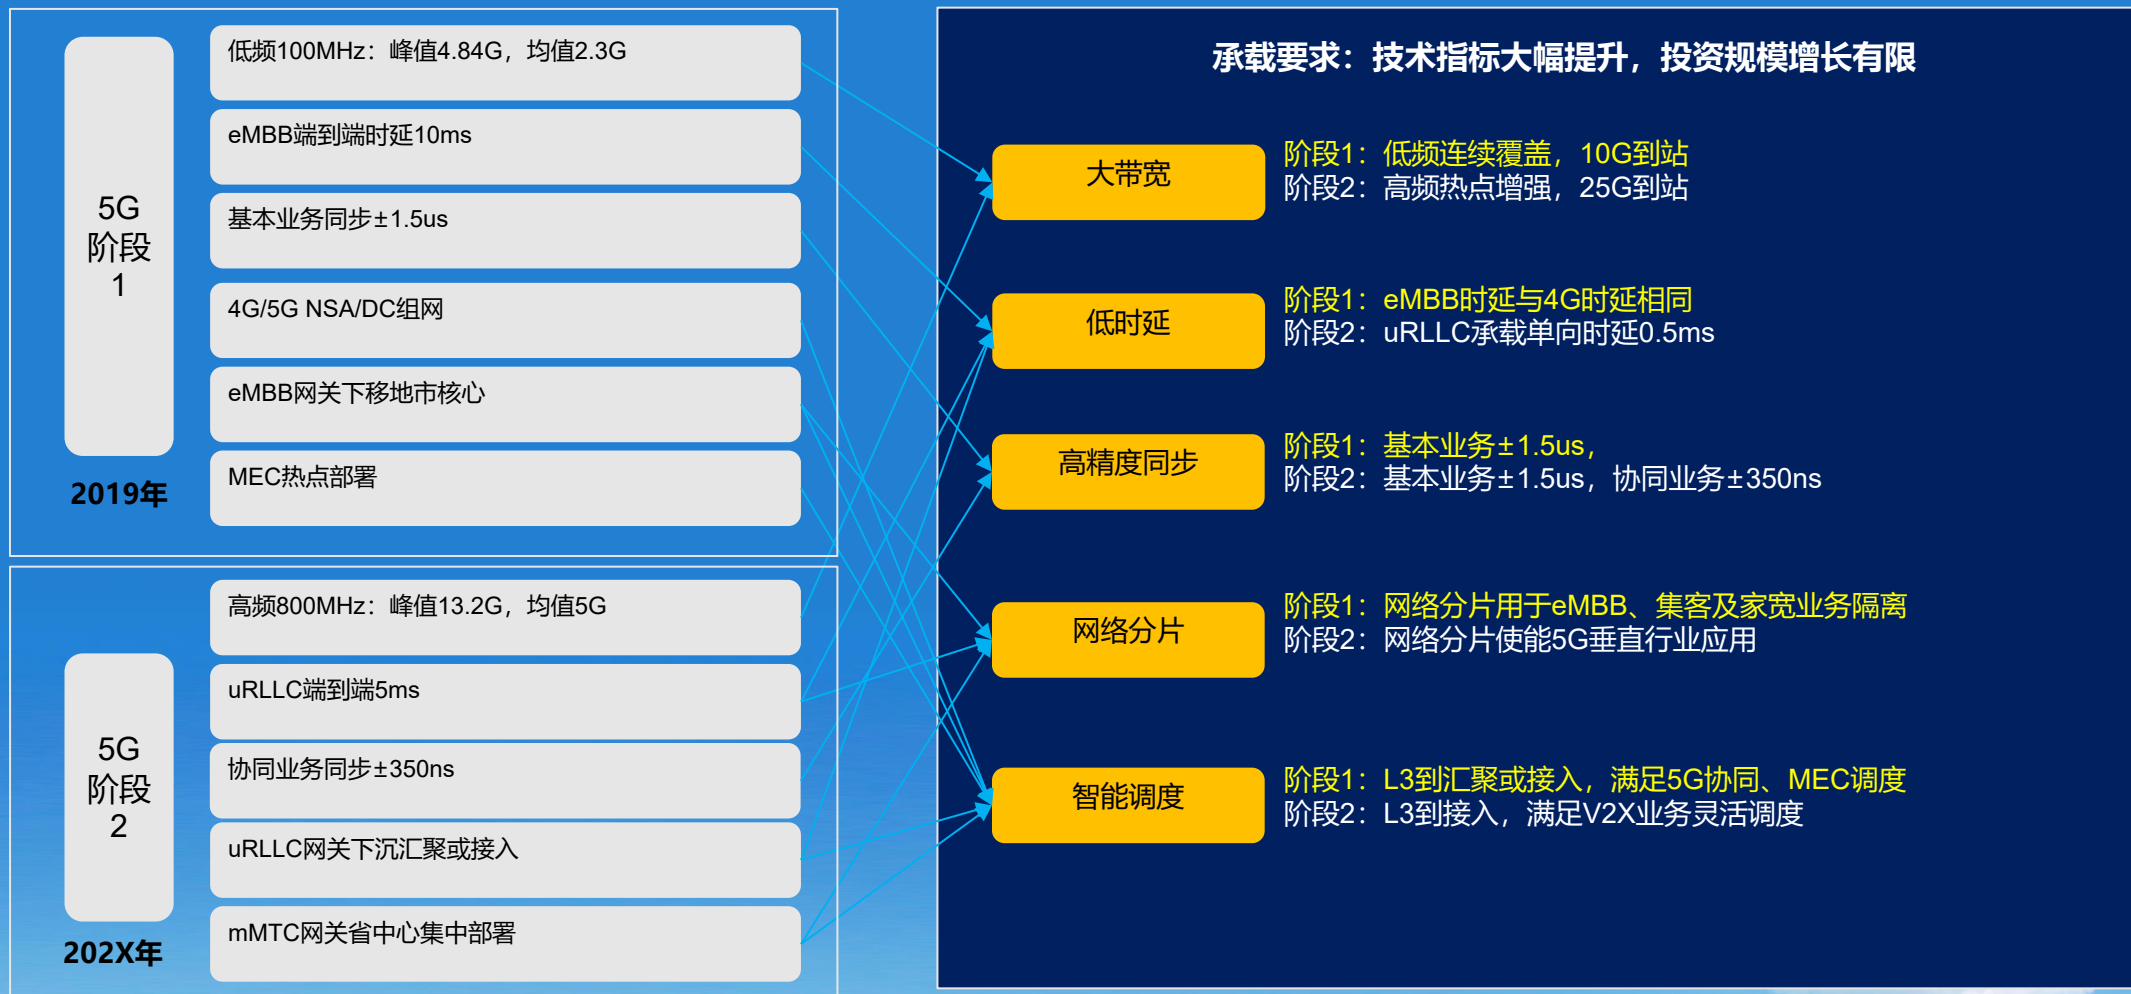 5G
阶段
1
2019年
低频100MHz：峰值4.84G，均值2.3G
eMBB端到端时延10ms
基本业务同步±1.5us
4G/5G NSA/DC组网
eMBB网关下移地市核心
MEC热点部署
5G
阶段
2
202X年
高频800MHz：峰值13.2G，均值5G
uRLLC端到端5ms
协同业务同步±350ns
uRLLC网关下沉汇聚或接入
mMTC网关省中心集中部署
承载要求：技术指标大幅提升，投资规模增长有限
大带宽
阶段1：低频连续覆盖，10G到站
阶段2：高频热点增强，25G到站
低时延
阶段1：eMBB时延与4G时延相同
阶段2：uRLLC承载单向时延0.5ms
高精度同步
阶段1：基本业务±1.5us，
阶段2：基本业务±1.5us，协同业务±350ns
网络分片
阶段1：网络分片用于eMBB、集客及家宽业务隔离
阶段2：网络分片使能5G垂直行业应用
智能调度
阶段1：L3到汇聚或接入，满足5G协同、MEC调度
阶段2：L3到接入，满足V2X业务灵活调度